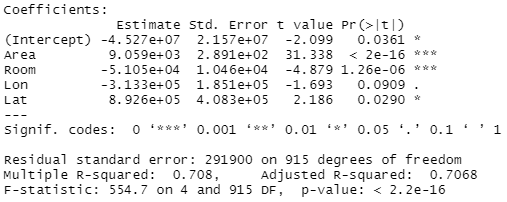 Coefficients:
Estimate Std. Error t value Pr(>|t|)
(Intercept) -4.527e+07 2.157e+07 -2.099 0.0361 *
Area 9.059e+03 2.891e+02 31.338 < 2e-16 ***
Room -5.105e+04 1.046e+04 -4.879 1.26e-06 ***
Lon -3.133e+05 1.851e+05 -1.693 0.0909 .
Lat 8.926e+05 4.083e+05 2.186 0.0290 *
---
Signif. codes: 0 ‘***’ 0.001 ‘**’ 0.01 ‘*’ 0.05 ‘.’ 0.1 ‘ ’ 1
Residual standard error: 291900 on 915 degrees of freedom
Multiple R-squared: 0.708, Adjusted R-squared: 0.7068
F-statistic: 554.7 on 4 and 915 DF, p-value: < 2.2e-16